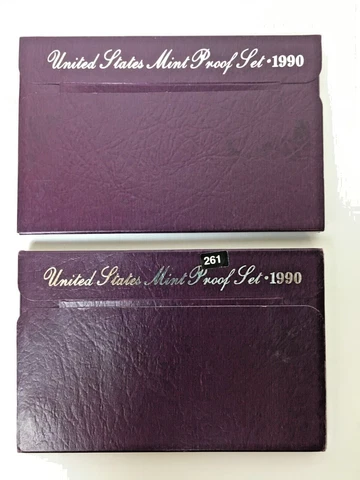 United States Mint Proof Set • 1990
261
United States Mint Proof Set • 1990